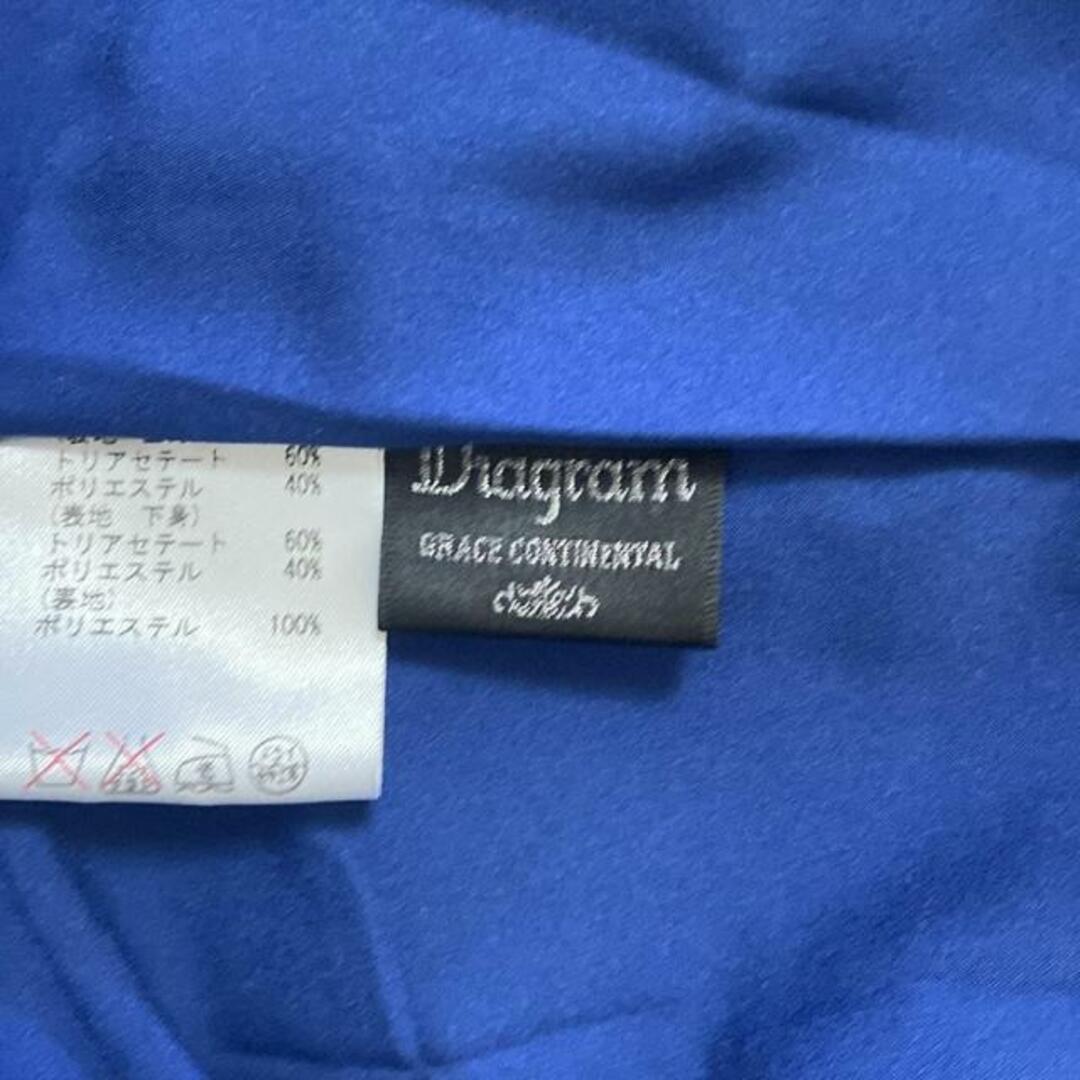 トリアセテート 60%
ポリエステル 40%
(表地 下身)
トリアセテート 60%
ポリエステル 40%
(裏地)
ポリエステル 100%
Diagram
GRACE CONTINENTAL